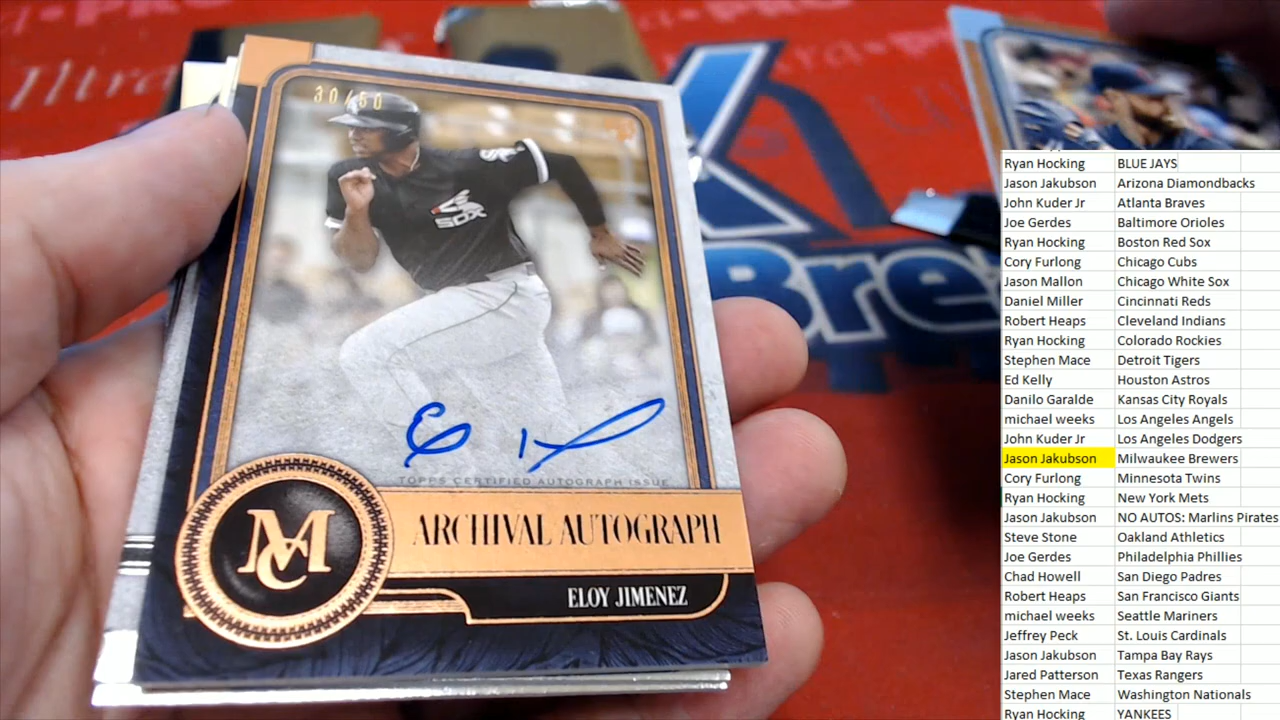 30/50
SOX
TOPPS CERTIFIED AUTOGRAPH ISSUE
MC
ARCHIVAL AUTOGRAPH
ELOY JIMENEZ
Ultra PRO
Bre
Ryan Hocking BLUE JAYS
Jason Jakubson Arizona Diamondbacks
John Kuder Jr Atlanta Braves
Joe Gerdes Baltimore Orioles
Ryan Hocking Boston Red Sox
Cory Furlong Chicago Cubs
Jason Mallon Chicago White Sox
Daniel Miller Cincinnati Reds
Robert Heaps Cleveland Indians
Ryan Hocking Colorado Rockies
Stephen Mace Detroit Tigers
Ed Kelly Houston Astros
Danilo Garalde Kansas City Royals
michael weeks Los Angeles Angels
John Kuder Jr Los Angeles Dodgers
Jason Jakubson Milwaukee Brewers
Cory Furlong Minnesota Twins
Ryan Hocking New York Mets
Jason Jakubson NO AUTOS: Marlins Pirates
Steve Stone Oakland Athletics
Joe Gerdes Philadelphia Phillies
Chad Howell San Diego Padres
Robert Heaps San Francisco Giants
michael weeks Seattle Mariners
Jeffrey Peck St. Louis Cardinals
Jason Jakubson Tampa Bay Rays
Jared Patterson Texas Rangers
Stephen Mace Washington Nationals
Ryan Hocking YANKEES